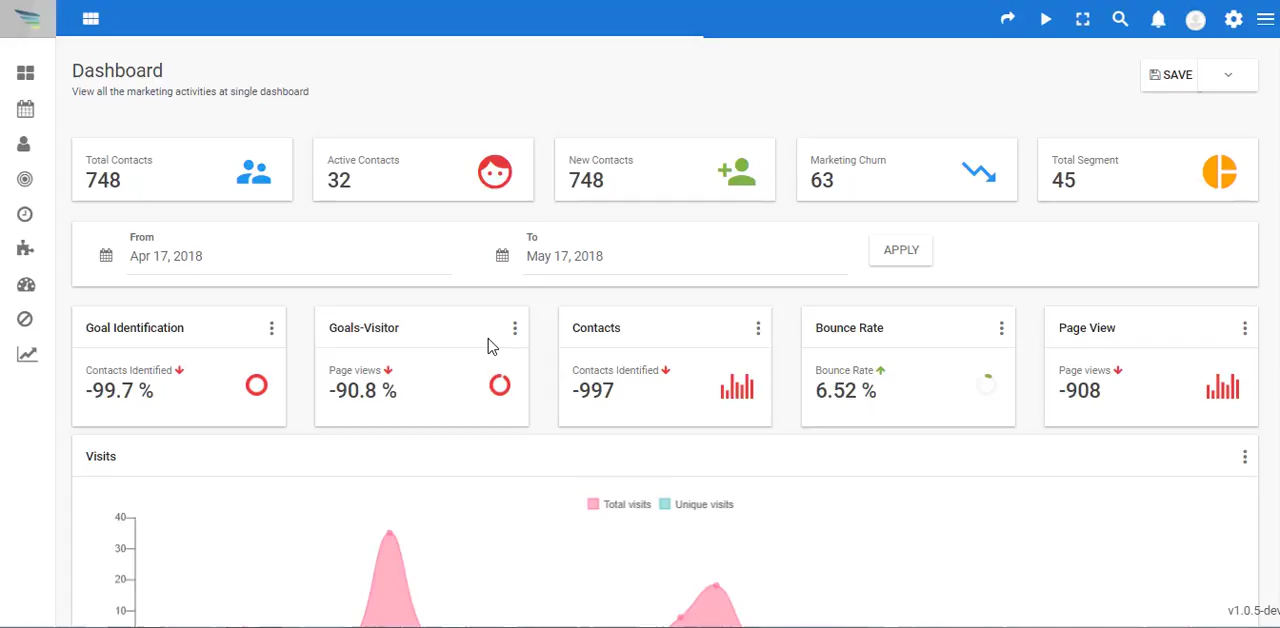 Dashboard
View all the marketing activities at single dashboard
SAVE
Total Contacts
748
Active Contacts
32
New Contacts
748
Marketing Churn
63
Total Segment
45
From
Apr 17, 2018
To
May 17, 2018
APPLY
Goal Identification
Contacts Identified
-99.7 %
Goals-Visitor
Page views
-90.8 %
Contacts
Contacts Identified
-997
Bounce Rate
Bounce Rate
6.52 %
Page View
Page views
-908
Visits
Total visits Unique visits
40
30
20
10
v1.0.5-dev